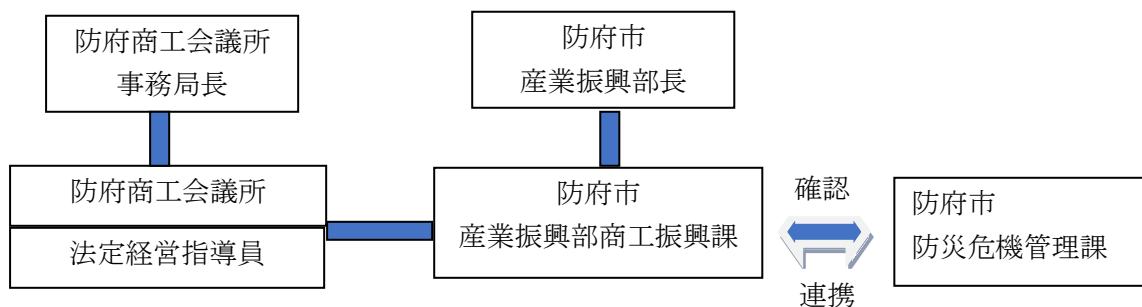 防府商工会議所
事務局長
防府市
産業振興部長
防府商工会議所
法定経営指導員
防府市
産業振興部商工振興課
確認
連携
防府市
防災危機管理課